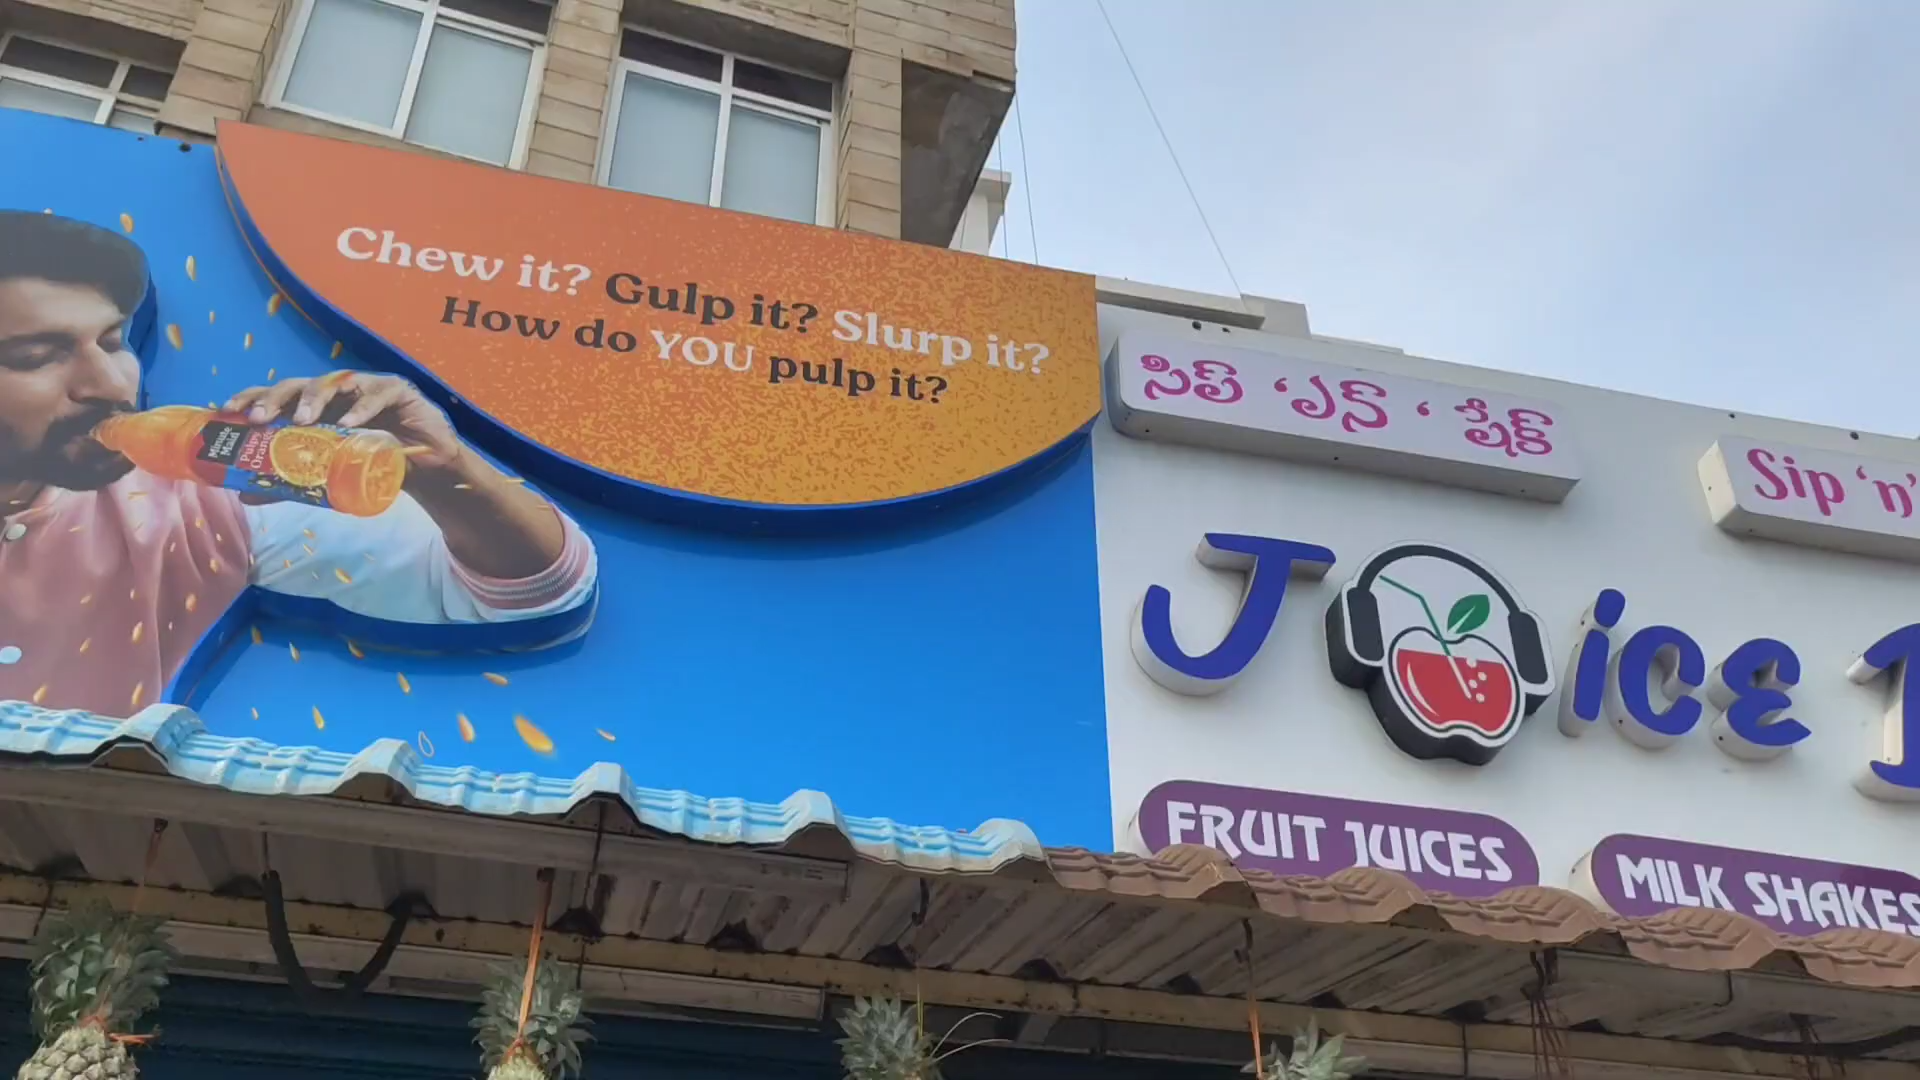 Chew it? Gulp it? Slurp it?
How do YOU pulp it?
Minute
Maid
Pulpy
Orange
సిప్ ‘ఎన్ ‘ షేక్
Sip ‘n’
Juice
FRUIT JUICES
MILK SHAKES